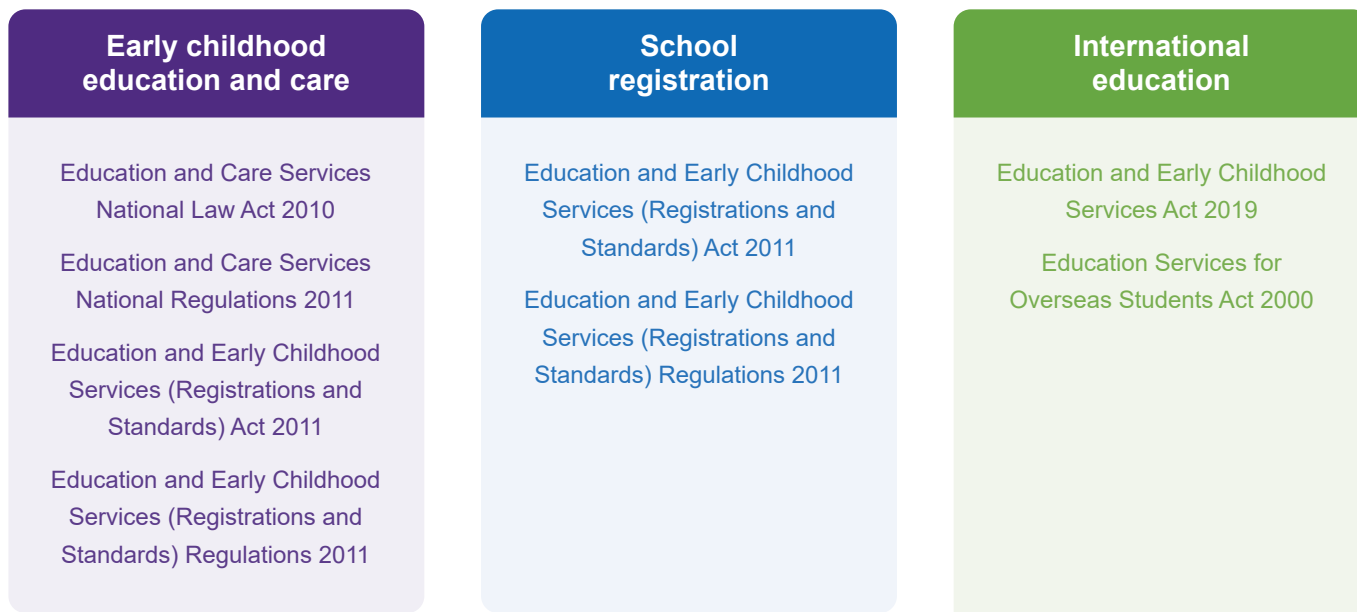 Early childhood
education and care
Education and Care Services
National Law Act 2010
Education and Care Services
National Regulations 2011
Education and Early Childhood
Services (Registrations and
Standards) Act 2011
Education and Early Childhood
Services (Registrations and
Standards) Regulations 2011
School
registration
Education and Early Childhood
Services (Registrations and
Standards) Act 2011
Education and Early Childhood
Services (Registrations and
Standards) Regulations 2011
International
education
Education and Early Childhood
Services Act 2019
Education Services for
Overseas Students Act 2000